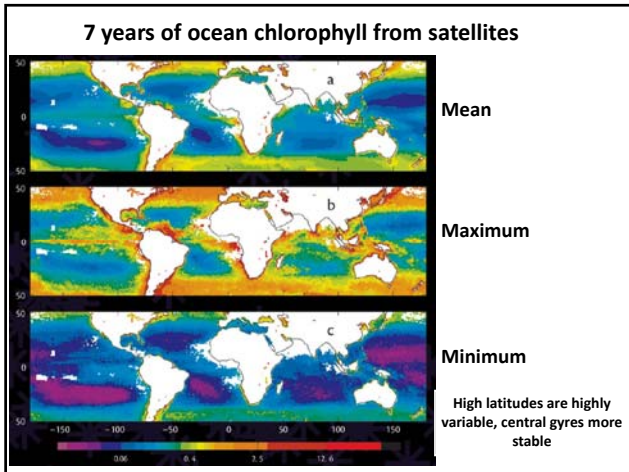 7 years of ocean chlorophyll from satellites
50
a
Mean
0
50
50
b
Maximum
0
50
50
c
Minimum
0
50
High latitudes are highly
variable, central gyres more
stable
−150 −100 −50 0 50 100 150
0.06 0.4 2.5 12.6